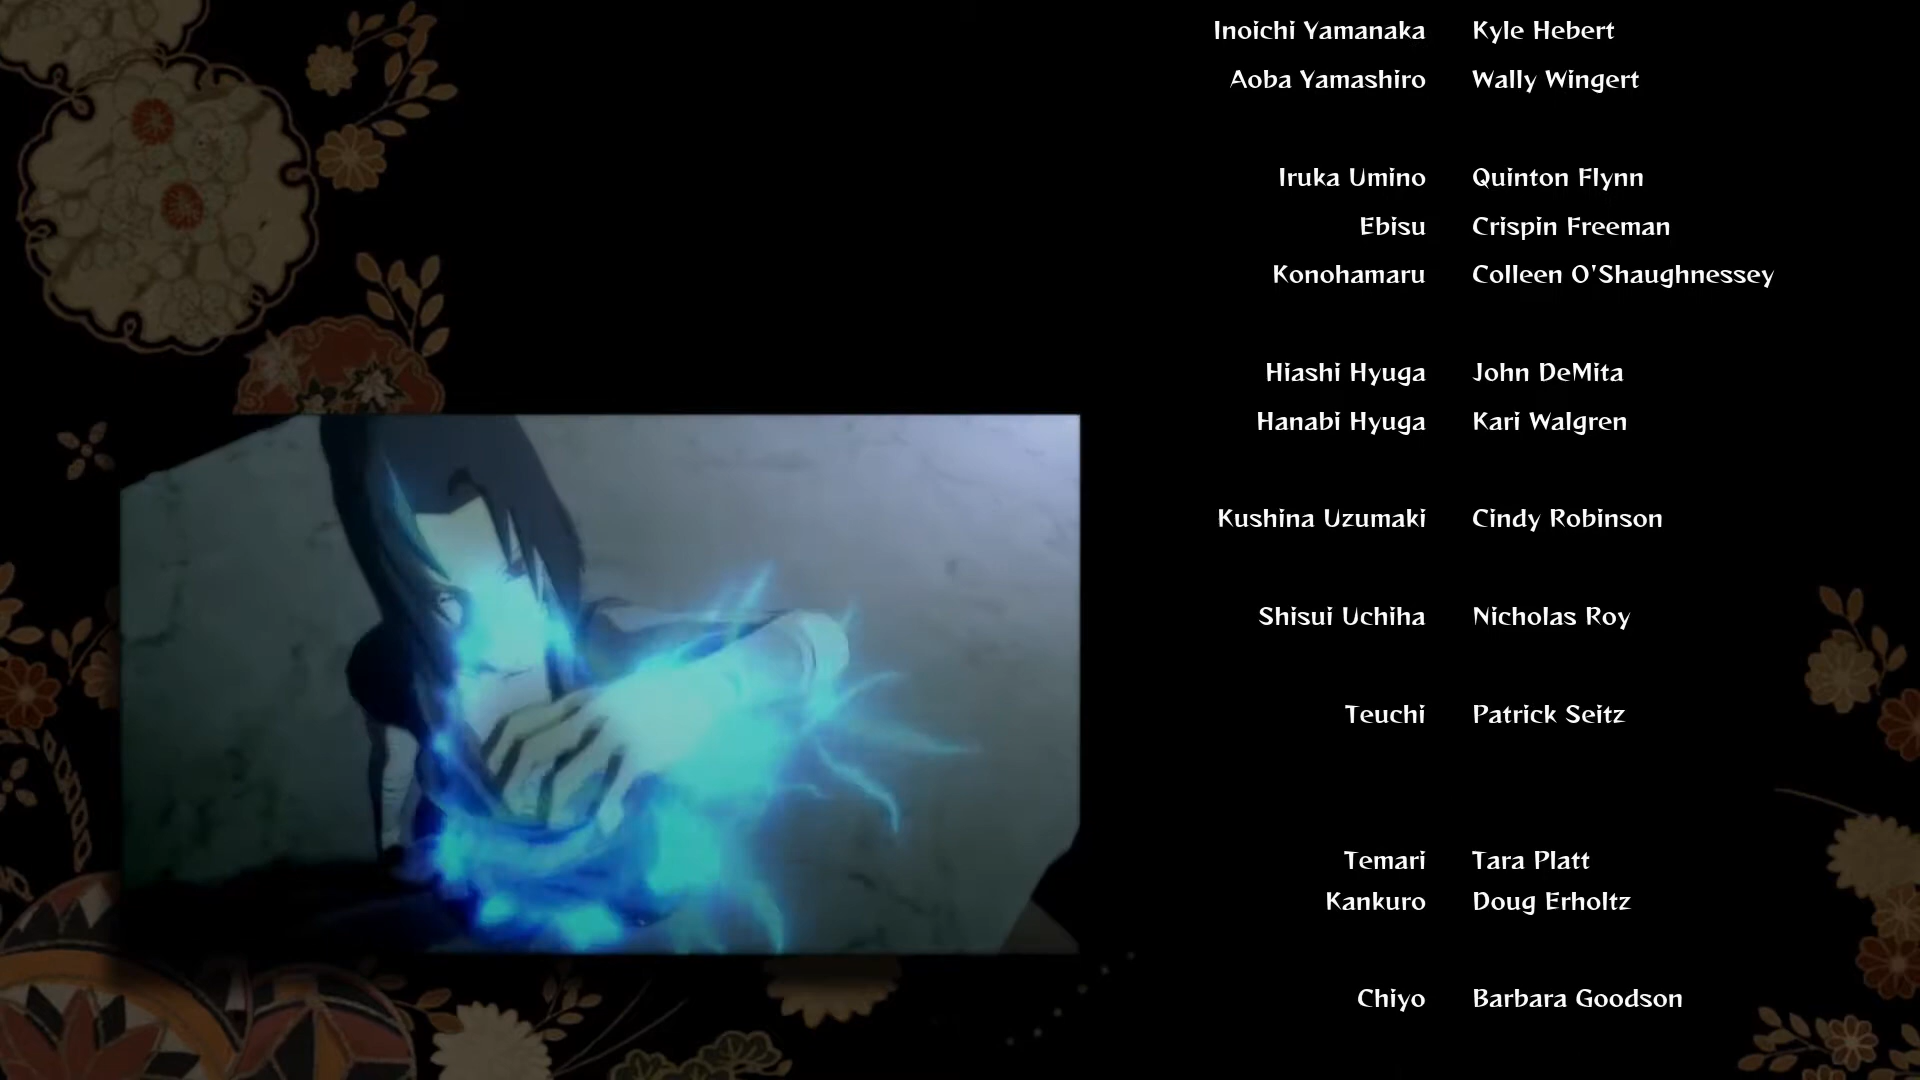 Inoichi Yamanaka Kyle Hebert
Aoba Yamashiro Wally Wingert
Iruka Umino Quinton Flynn
Ebisu Crispin Freeman
Konohamaru Colleen O'Shaughnessey
Hiashi Hyuga John DeMita
Hanabi Hyuga Kari Walgren
Kushina Uzumaki Cindy Robinson
Shisui Uchiha Nicholas Roy
Teuchi Patrick Seitz
Temari Tara Platt
Kankuro Doug Erholtz
Chiyo Barbara Goodson